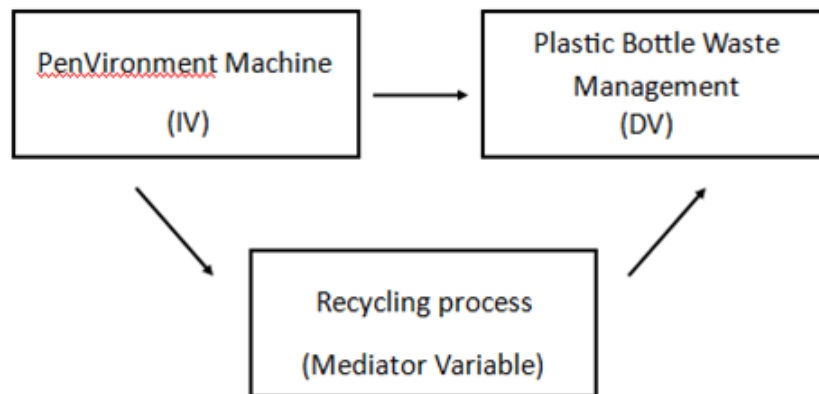 PenVironment Machine
(IV)
Plastic Bottle Waste
Management
(DV)
Recycling process
(Mediator Variable)